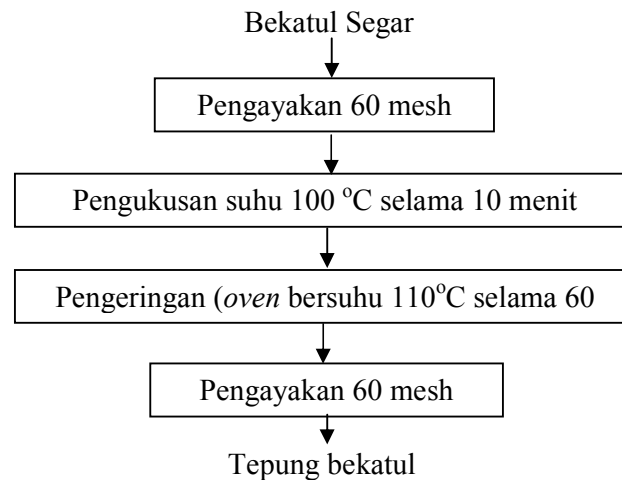 Bekatul Segar
Pengayakan 60 mesh
Pengukusan suhu 100 °C selama 10 menit
Pengeringan (oven bersuhu 110°C selama 60
Pengayakan 60 mesh
Tepung bekatul